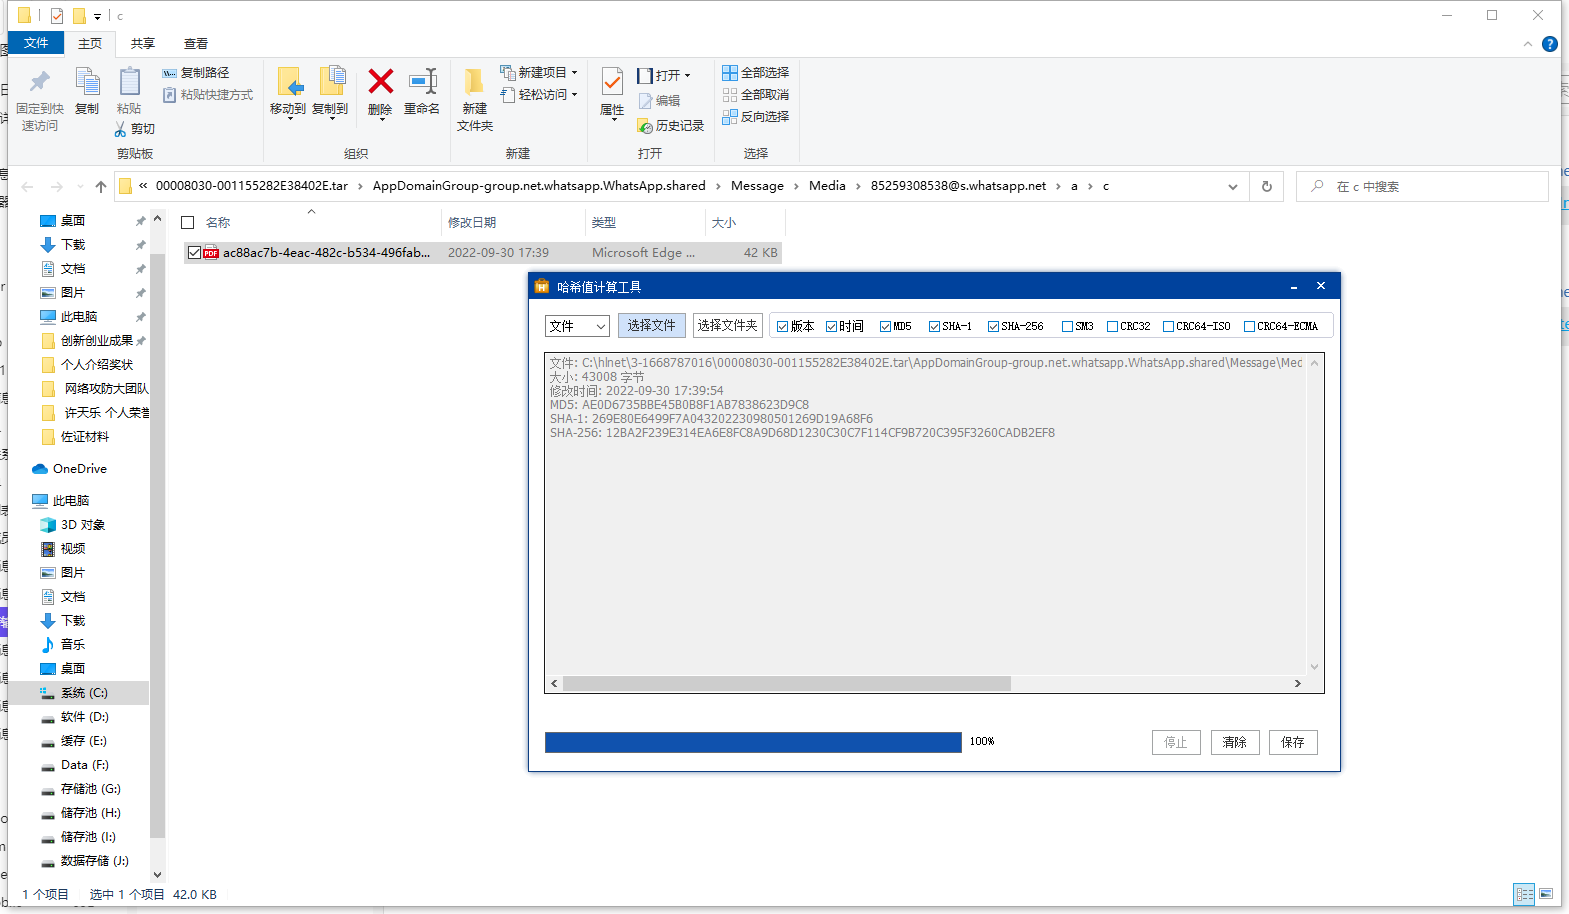 c
文件 主页 共享 查看
固定到快速访问
复制
粘贴
复制路径
粘贴快捷方式
剪切
剪贴板
移动到
复制到
删除
重命名
组织
新建文件夹
新建项目
轻松访问
新建
属性
打开
编辑
历史记录
打开
全部选择
全部取消
反向选择
选择
« 00008030-001155282E38402E.tar › AppDomainGroup-group.net.whatsapp.WhatsApp.shared › Message › Media › 85259308538@s.whatsapp.net › a › c
在 c 中搜索
桌面
下载
文档
图片
此电脑
创新创业成果
个人介绍奖状
网络攻防大团队
许天乐 个人荣誉
佐证材料
OneDrive
此电脑
3D 对象
视频
图片
文档
下载
音乐
桌面
系统 (C:)
软件 (D:)
缓存 (E:)
Data (F:)
存储池 (G:)
储存池 (H:)
储存池 (I:)
数据存储 (J:)
名称 修改日期 类型 大小
PDF ac88ac7b-4eac-482c-b534-496fab... 2022-09-30 17:39 Microsoft Edge ... 42 KB
哈希值计算工具
文件 选择文件 选择文件夹 版本 时间 MD5 SHA-1 SHA-256 SM3 CRC32 CRC64-ISO CRC64-ECMA
文件: C:\hlnet\3-1668787016\00008030-001155282E38402E.tar\AppDomainGroup-group.net.whatsapp.WhatsApp.shared\Message\Med
大小: 43008 字节
修改时间: 2022-09-30 17:39:54
MD5: AE0D6735BBE45B0B8F1AB7838623D9C8
SHA-1: 269E80E6499F7A043202230980501269D19A68F6
SHA-256: 12BA2F239E314EA6E8FC8A9D68D1230C30C7F114CF9B720C395F3260CADB2EF8
100%
停止 清除 保存
1 个项目 选中 1 个项目 42.0 KB